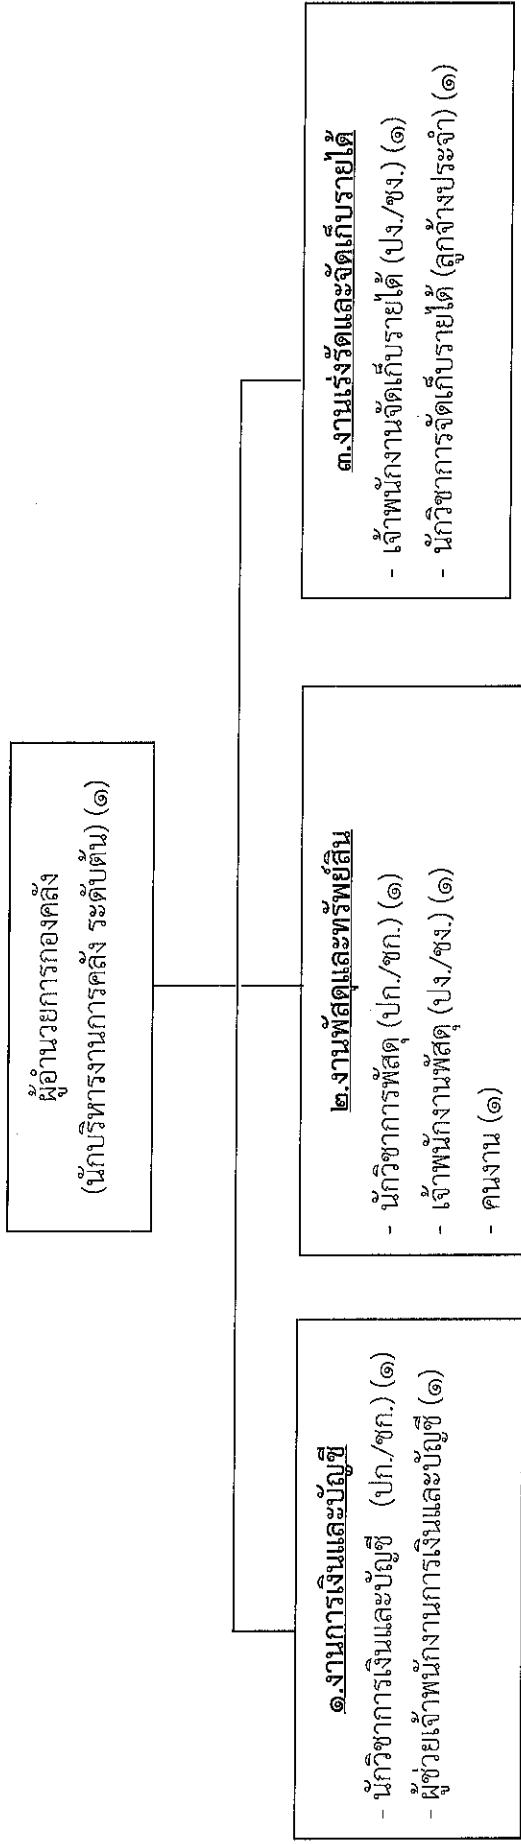 ผู้อำนวยการกองคลัง
(นักบริหารงานการคลัง ระดับต้น) (๑)
๑.งานการเงินและบัญชี
- นักวิชาการเงินและบัญชี (ปก./ชก.) (๑)
- ผู้ช่วยเจ้าพนักงานการเงินและบัญชี (๑)
๒.งานพัสดุและทรัพย์สิน
- นักวิชาการพัสดุ (ปก./ชก.) (๑)
- เจ้าพนักงานพัสดุ (ปง./ชง.) (๑)
- คนงาน (๑)
๓.งานเร่งรัดและจัดเก็บรายได้
- เจ้าพนักงานจัดเก็บรายได้ (ปง./ชง.) (๑)
- นักวิชาการจัดเก็บรายได้ (ลูกจ้างประจำ) (๑)